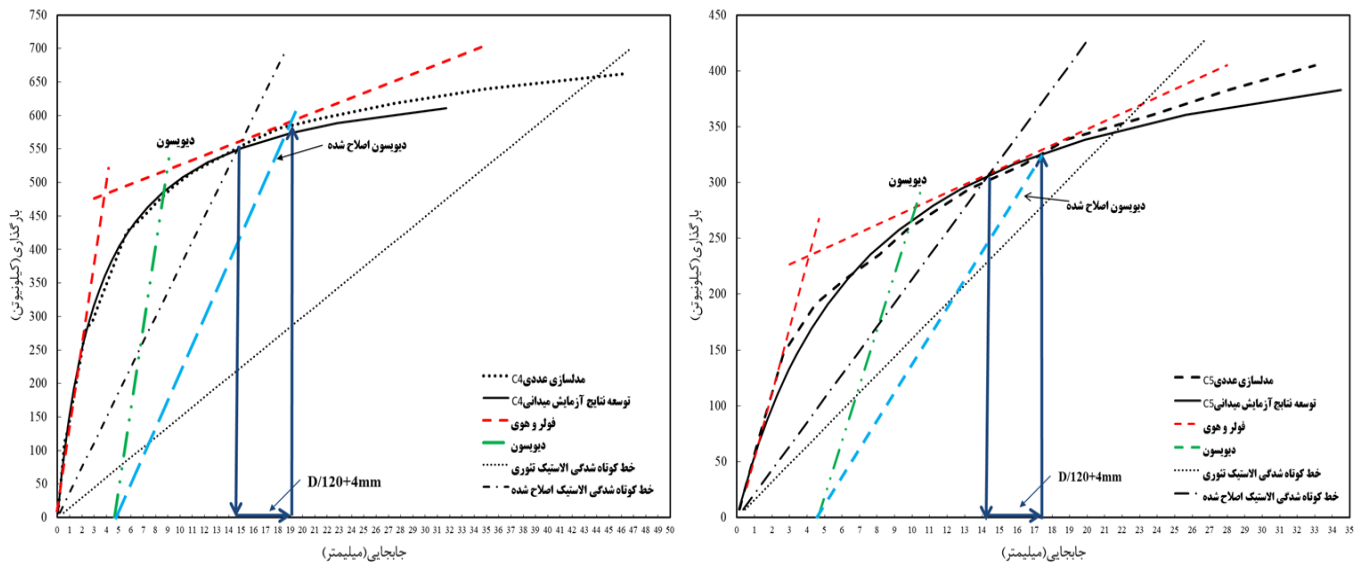 بارگذاری(کیلونیوتن)
750
700
650
600
550
500
450
400
350
300
250
200
150
100
50
0
دیویسون
دیویسون اصلاح شده
مدلسازی عددیC4
توسعه نتایج آزمایش میدانیC4
فولر و هوی
دیویسون
خط کوتاه شدگی الاستیک تئوری
خط کوتاه شدگی الاستیک اصلاح شده
D/120+4mm
0 1 2 3 4 5 6 7 8 9 10 11 12 13 14 15 16 17 18 19 20 21 22 23 24 25 26 27 28 29 30 31 32 33 34 35 36 37 38 39 40 41 42 43 44 45 46 47 48 49 50
جابجایی(میلیمتر)
بارگذاری(کیلونیوتن)
450
400
350
300
250
200
150
100
50
0
دیویسون
دیویسون اصلاح شده
مدلسازی عددیC5
توسعه نتایج آزمایش میدانیC5
فولر و هوی
دیویسون
خط کوتاه شدگی الاستیک تئوری
خط کوتاه شدگی الاستیک اصلاح شده
D/120+4mm
0 1 2 3 4 5 6 7 8 9 10 11 12 13 14 15 16 17 18 19 20 21 22 23 24 25 26 27 28 29 30 31 32 33 34 35
جابجایی(میلیمتر)